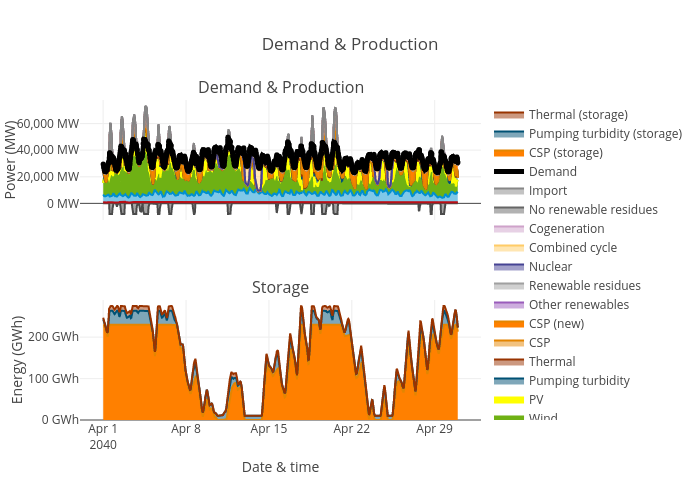 Demand & Production
Demand & Production
Power (MW)
60,000 MW
40,000 MW
20,000 MW
0 MW
Storage
Energy (GWh)
200 GWh
100 GWh
0 GWh
Apr 1
2040
Apr 8
Apr 15
Apr 22
Apr 29
Date & time
Thermal (storage)
Pumping turbidity (storage)
CSP (storage)
Demand
Import
No renewable residues
Cogeneration
Combined cycle
Nuclear
Renewable residues
Other renewables
CSP (new)
CSP
Thermal
Pumping turbidity
PV
Wind